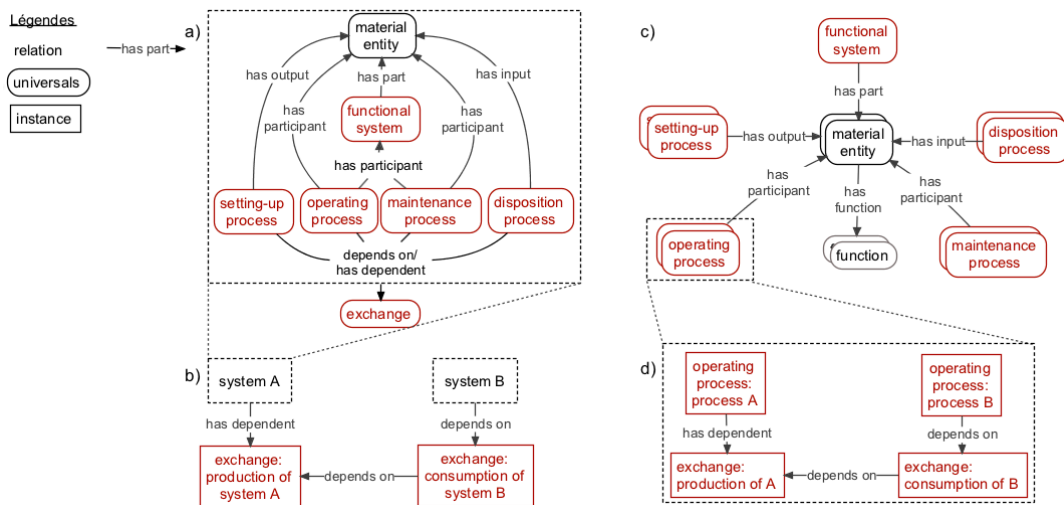 Légendes
relation
has part
universals
instance
a)
material
entity
has output
has part
has input
has
participant
functional
system
has
participant
has participant
setting-up
process
operating
process
maintenance
process
disposition
process
depends on/
has dependent
exchange
b)
system A
system B
has dependent
depends on
exchange:
production of
system A
depends on
exchange:
consumption of
system B
c)
functional
system
has part
setting-up
process
has output
material
entity
has input
disposition
process
has
participant
has
function
has
participant
operating
process
function
maintenance
process
d)
operating
process:
process A
operating
process:
process B
has dependent
depends on
exchange:
production of A
depends on
exchange:
consumption of B